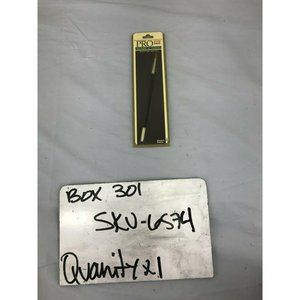 PRO
BOX 301
SKU-6574
Quanity x1